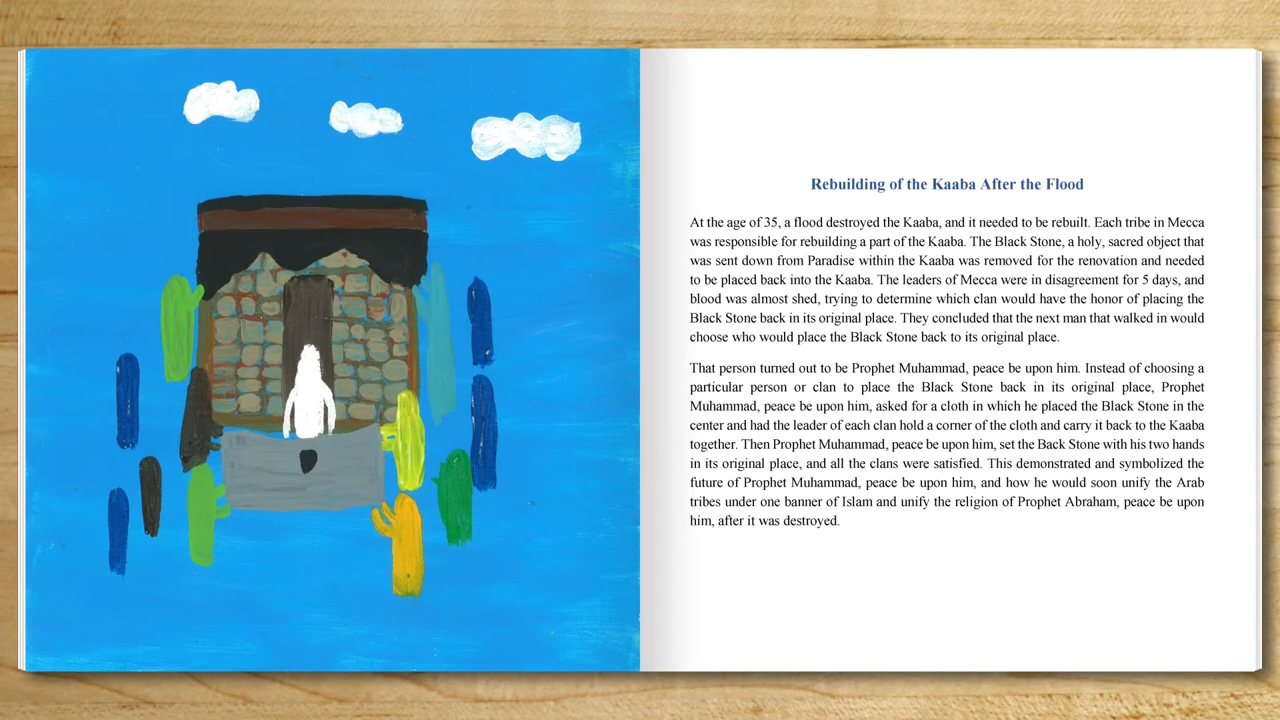 Rebuilding of the Kaaba After the Flood
At the age of 35, a flood destroyed the Kaaba, and it needed to be rebuilt. Each tribe in Mecca
was responsible for rebuilding a part of the Kaaba. The Black Stone, a holy, sacred object that
was sent down from Paradise within the Kaaba was removed for the renovation and needed
to be placed back into the Kaaba. The leaders of Mecca were in disagreement for 5 days, and
blood was almost shed, trying to determine which clan would have the honor of placing the
Black Stone back in its original place. They concluded that the next man that walked in would
choose who would place the Black Stone back to its original place.
That person turned out to be Prophet Muhammad, peace be upon him. Instead of choosing a
particular person or clan to place the Black Stone back in its original place, Prophet
Muhammad, peace be upon him, asked for a cloth in which he placed the Black Stone in the
center and had the leader of each clan hold a corner of the cloth and carry it back to the Kaaba
together. Then Prophet Muhammad, peace be upon him, set the Back Stone with his two hands
in its original place, and all the clans were satisfied. This demonstrated and symbolized the
future of Prophet Muhammad, peace be upon him, and how he would soon unify the Arab
tribes under one banner of Islam and unify the religion of Prophet Abraham, peace be upon
him, after it was destroyed.